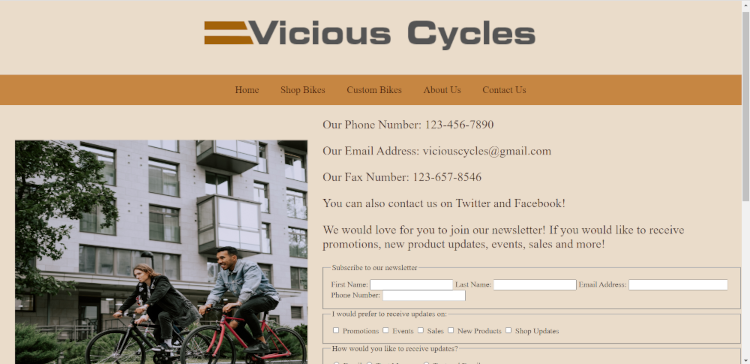 Vicious Cycles
Home Shop Bikes Custom Bikes About Us Contact Us
Our Phone Number: 123-456-7890
Our Email Address: viciouscycles@gmail.com
Our Fax Number: 123-657-8546
You can also contact us on Twitter and Facebook!
We would love for you to join our newsletter! If you would like to receive
promotions, new product updates, events, sales and more!
Subscribe to our newsletter
First Name: Last Name: Email Address:
Phone Number:
I would prefer to receive updates on:
Promotions Events Sales New Products Shop Updates
How would you like to receive updates?